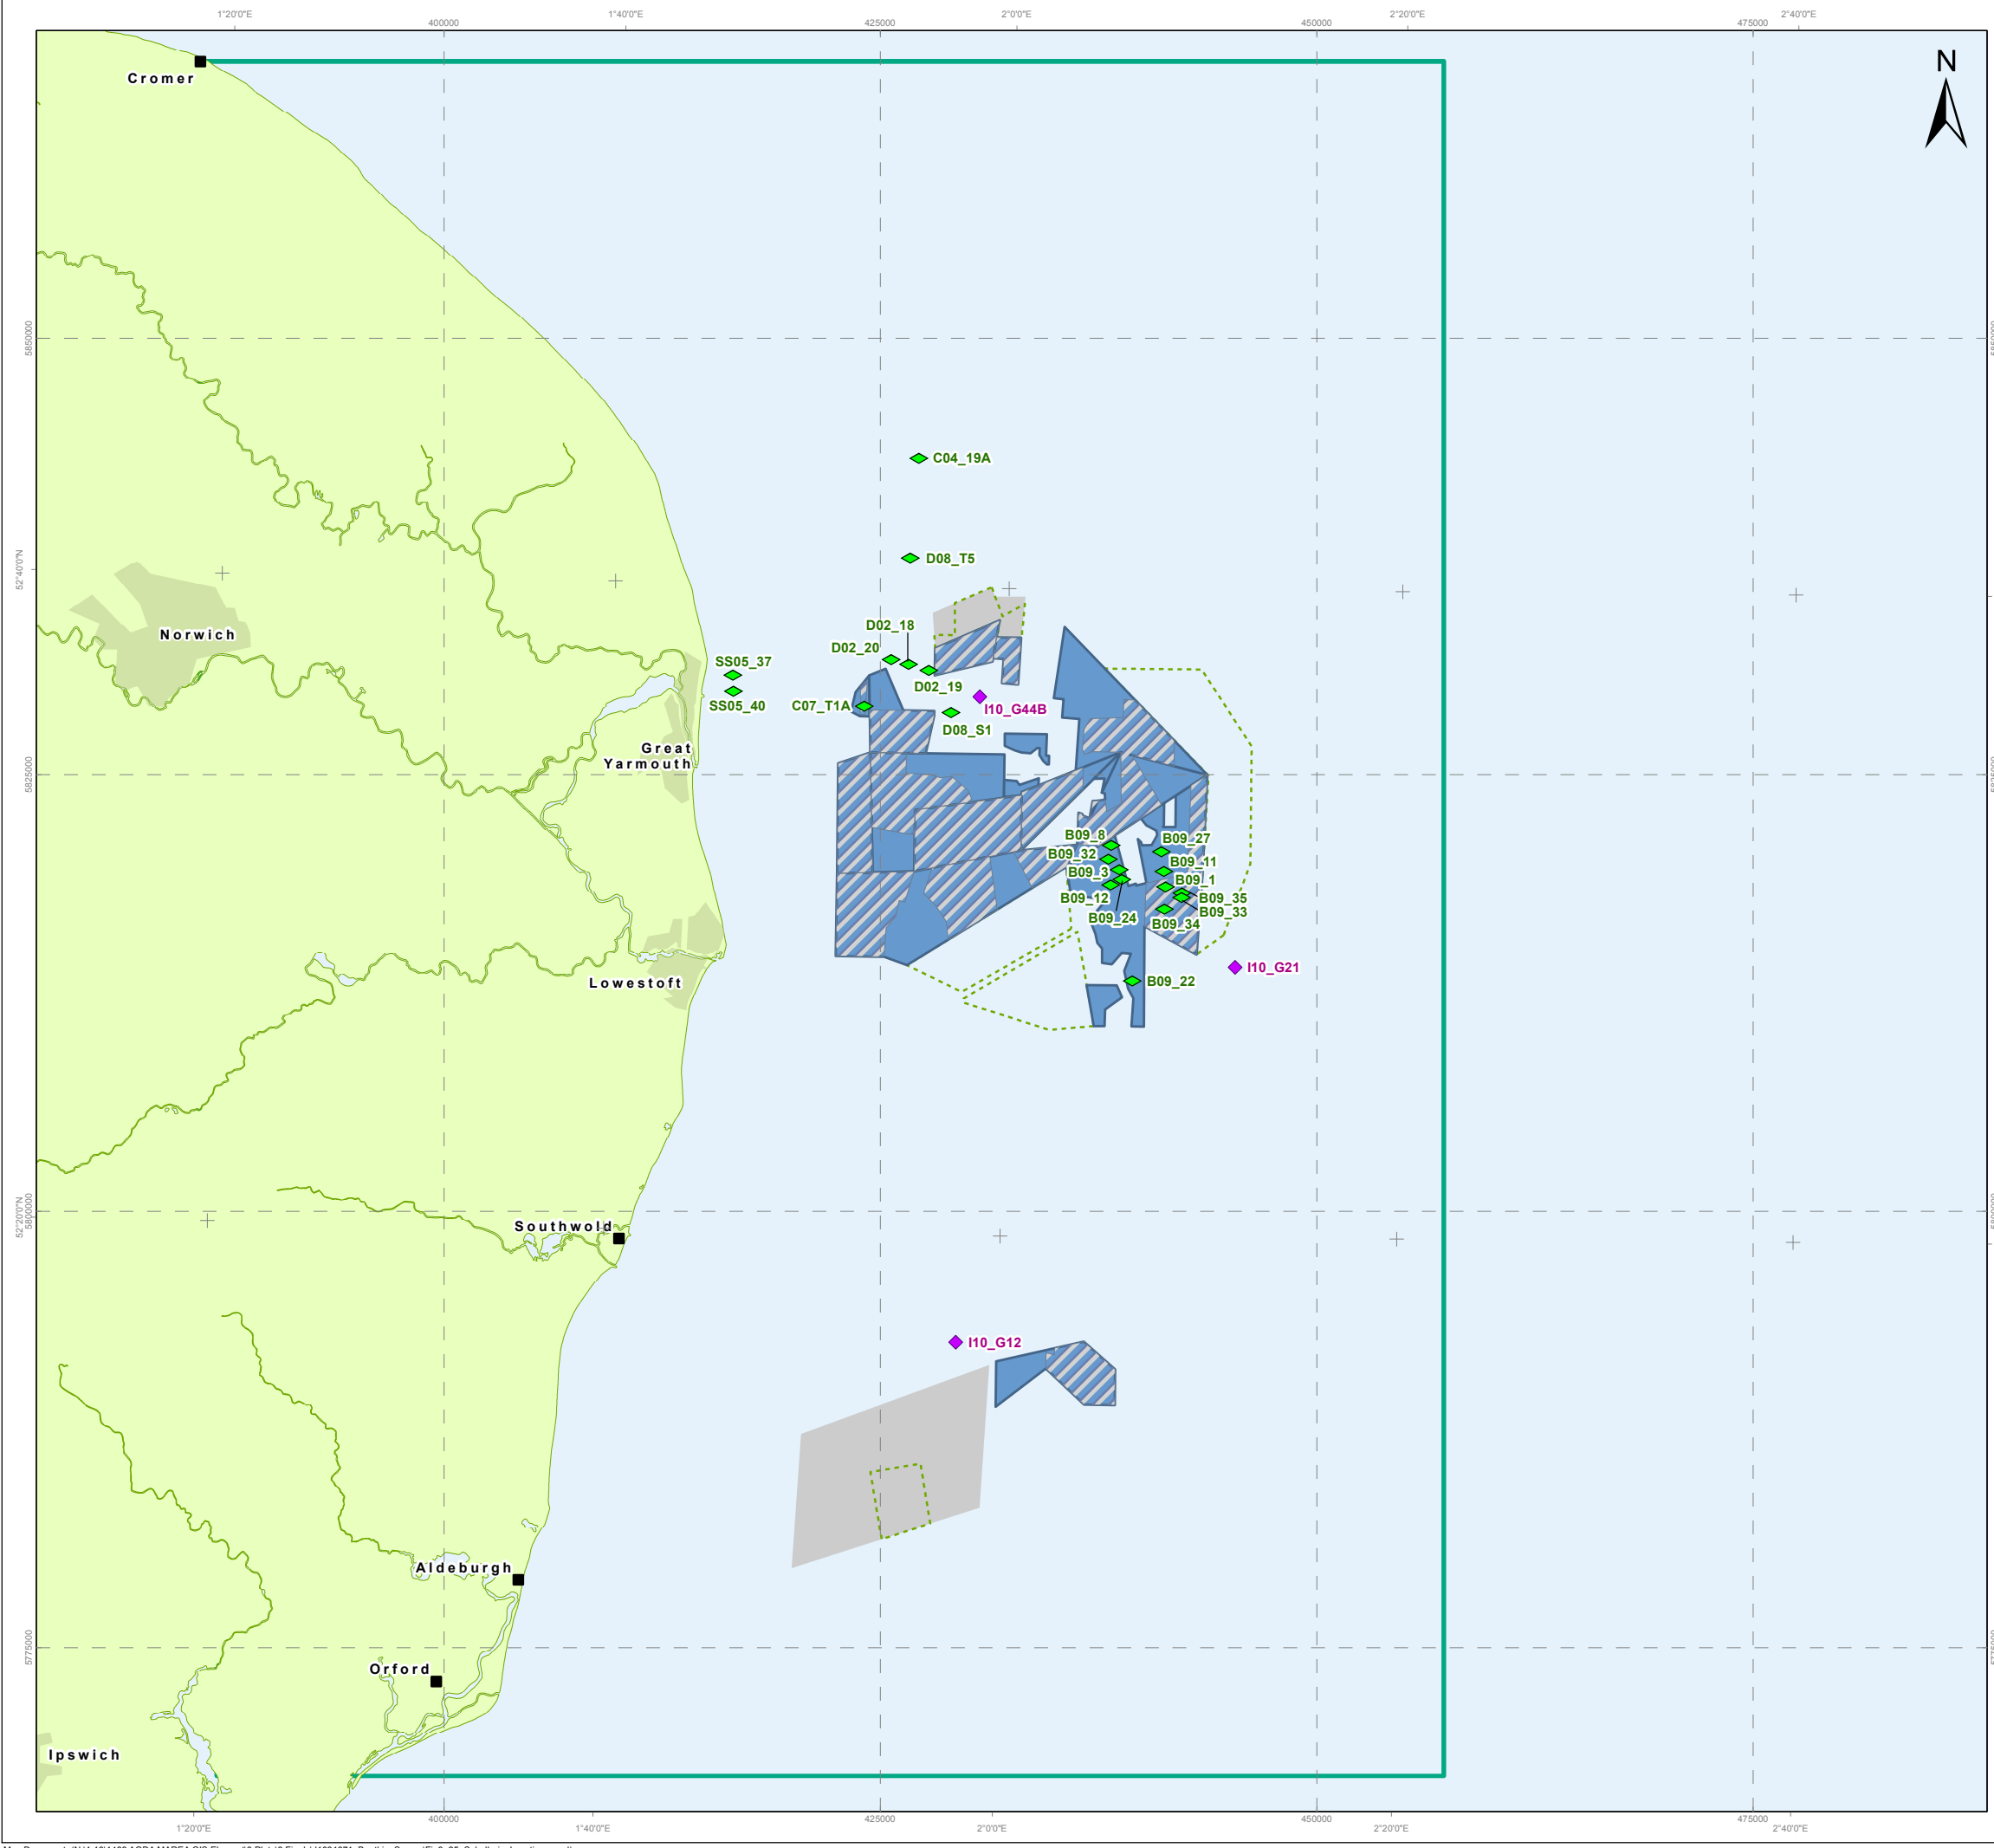 1°20'0"E
400000
1°40'0"E
425000
2°0'0"E
450000
2°20'0"E
475000
2°40'0"E
N
Cromer
5850000
C04_19A
D08_T5
52°40'0"N
D02_18
Norwich
D02_20
SS05_37
D02_19
SS05_40
C07_T1A
I10_G44B
D08_S1
Great
Yarmouth
5825000
B09_8
B09_27
B09_32
B09_11
B09_3
B09_1
B09_12
B09_35
B09_33
B09_24
B09_34
I10_G21
Lowestoft
B09_22
52°20'0"N
5800000
Southwold
I10_G12
Aldeburgh
5775000
Orford
Ipswich
1°20'0"E
400000
1°40'0"E
425000
2°0'0"E
450000
2°20'0"E
475000
2°40'0"E